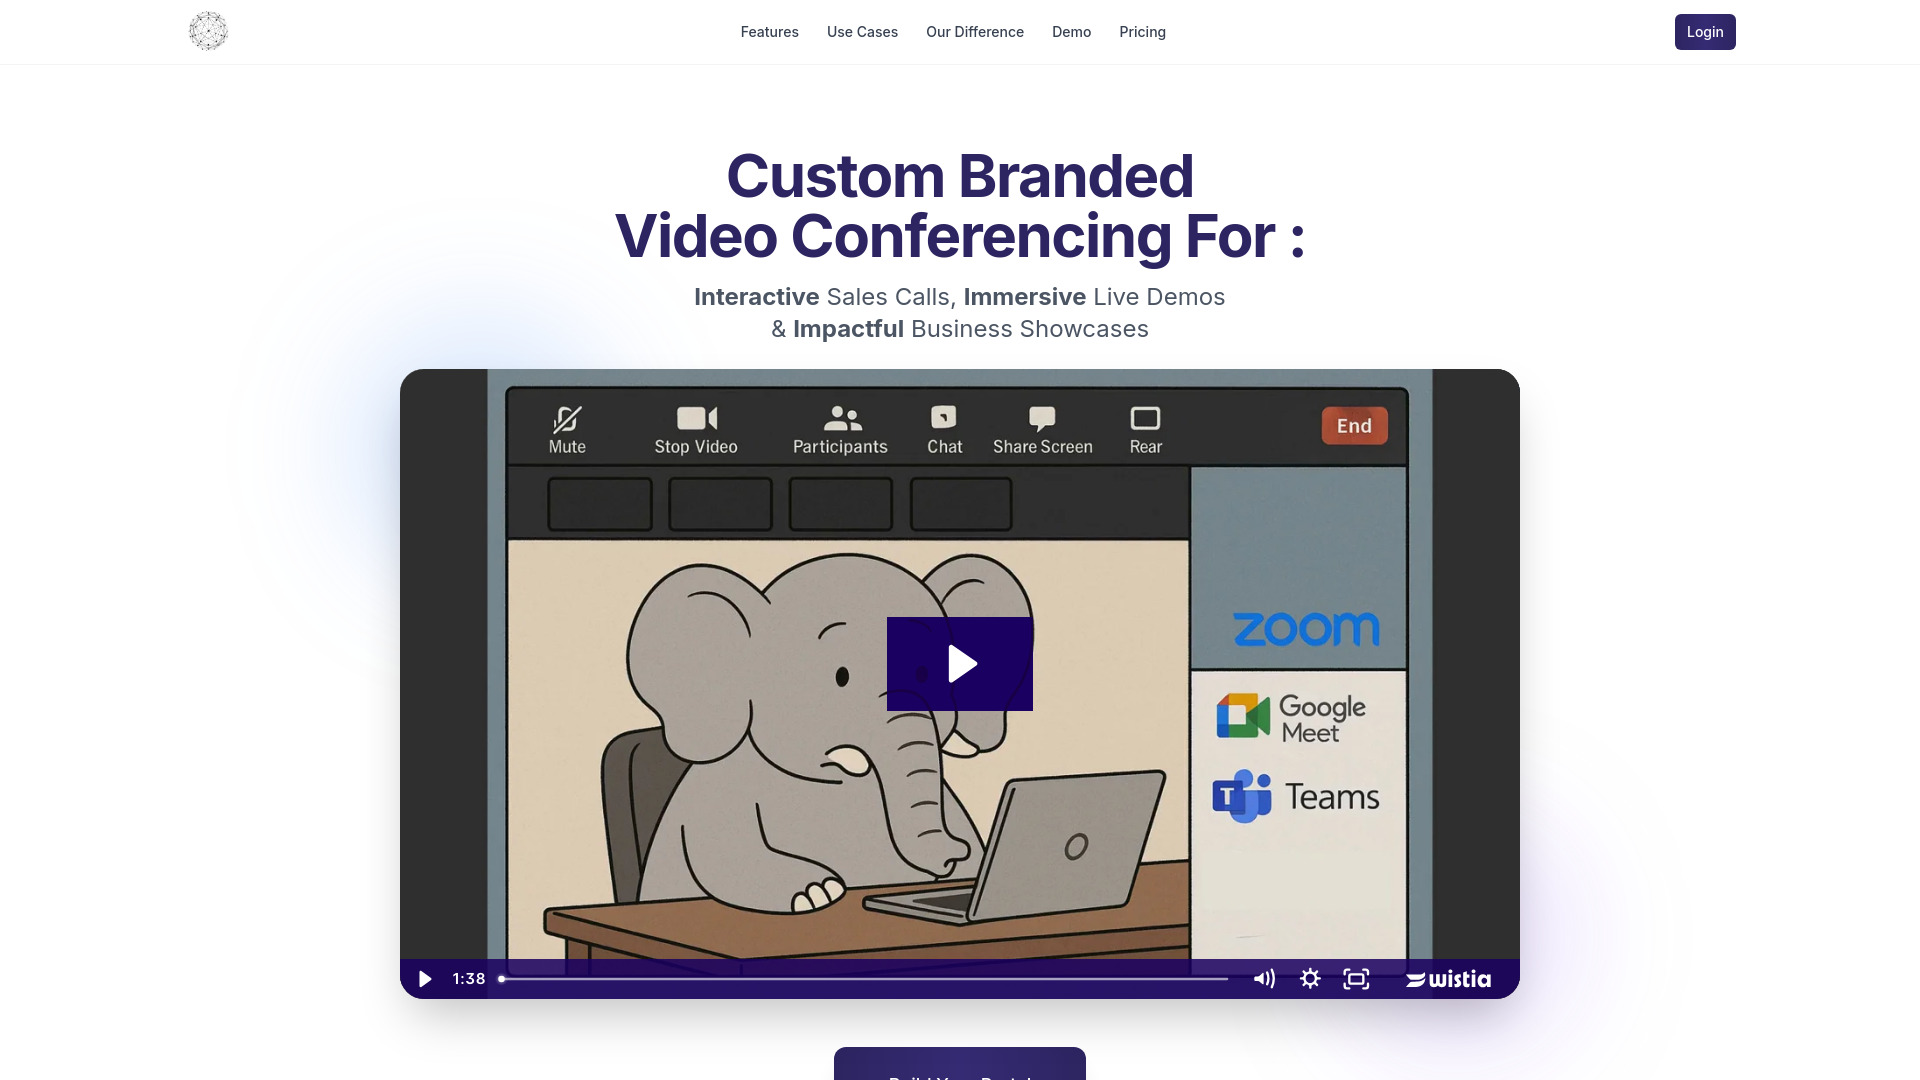 Features
Use Cases
Our Difference
Demo
Pricing
Login
Custom Branded
Video Conferencing For :
Interactive Sales Calls, Immersive Live Demos
& Impactful Business Showcases
Mute
Stop Video
Participants
Chat
Share Screen
Rear
End
zoom
Google
Meet
T
Teams
1:38
wistia